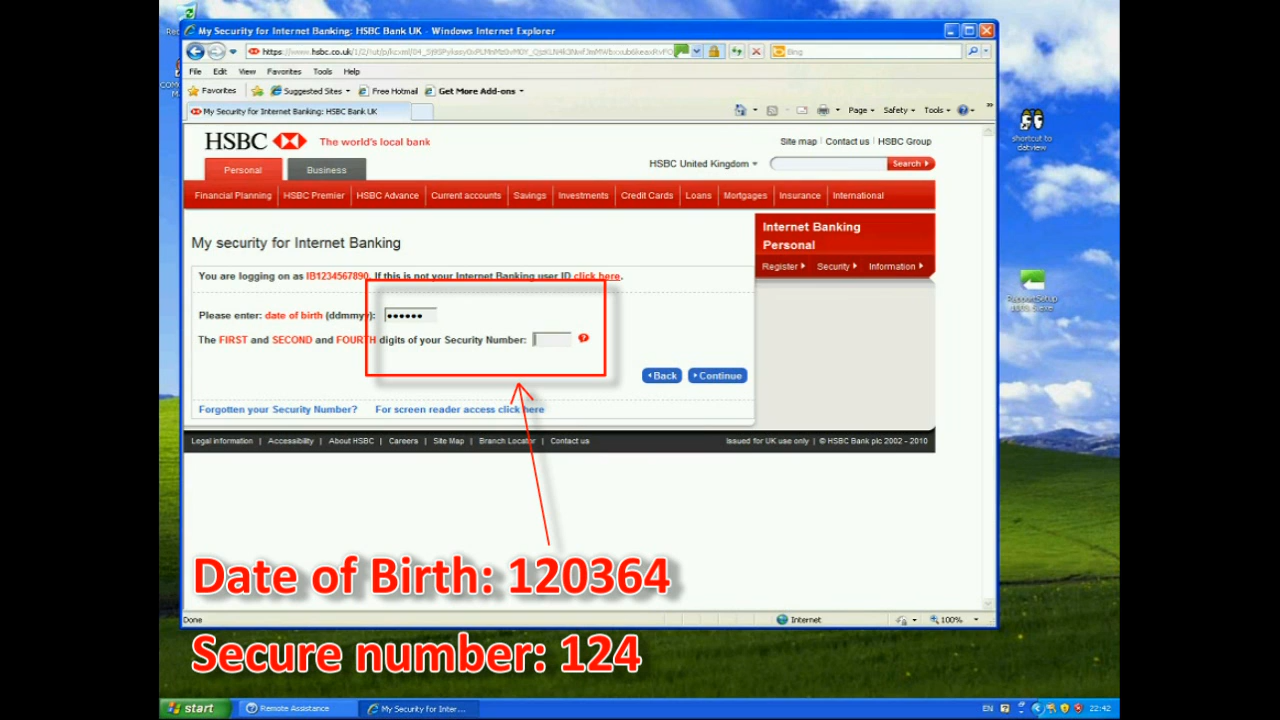 My Security for Internet Banking: HSBC Bank UK - Windows Internet Explorer
Bing
File Edit View Favorites Tools Help
Favorites Suggested Sites Free Hotmail Get More Add-ons
My Security for Internet Banking: HSBC Bank UK
Page Safety Tools
HSBC The world's local bank
Site map Contact us HSBC Group
Personal Business
HSBC United Kingdom Search
Financial Planning HSBC Premier HSBC Advance Current accounts Savings Investments Credit Cards Loans Mortgages Insurance International
My security for Internet Banking
Internet Banking
Personal
Register Security Information
You are logging on as IB1234567890. If this is not your Internet Banking user ID click here.
Please enter: date of birth (ddmmyy): ••••••
The FIRST and SECOND and FOURTH digits of your Security Number:
Back Continue
Forgotten your Security Number? For screen reader access click here
Legal information | Accessibility | About HSBC | Careers | Site Map | Branch Locator | Contact us
Issued for UK use only | © HSBC Bank plc 2002 - 2010
shortcut to
Date of Birth: 120364
Done Internet 100%
Secure number: 124
start Remote Assistance My Security for Inter... EN 22:42